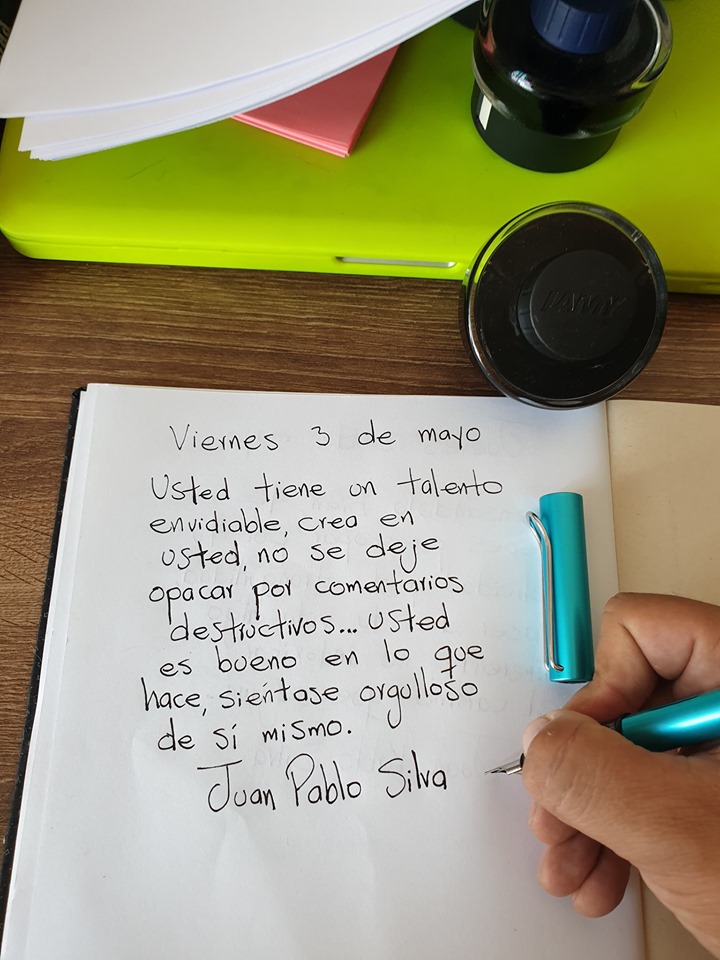 LAMY
Viernes 3 de mayo
Usted tiene un talento
envidiable, crea en
usted, no se deje
opacar por comentarios
destructivos... usted
es bueno en lo que
hace, siéntase orgulloso
de sí mismo.
Juan Pablo Silva